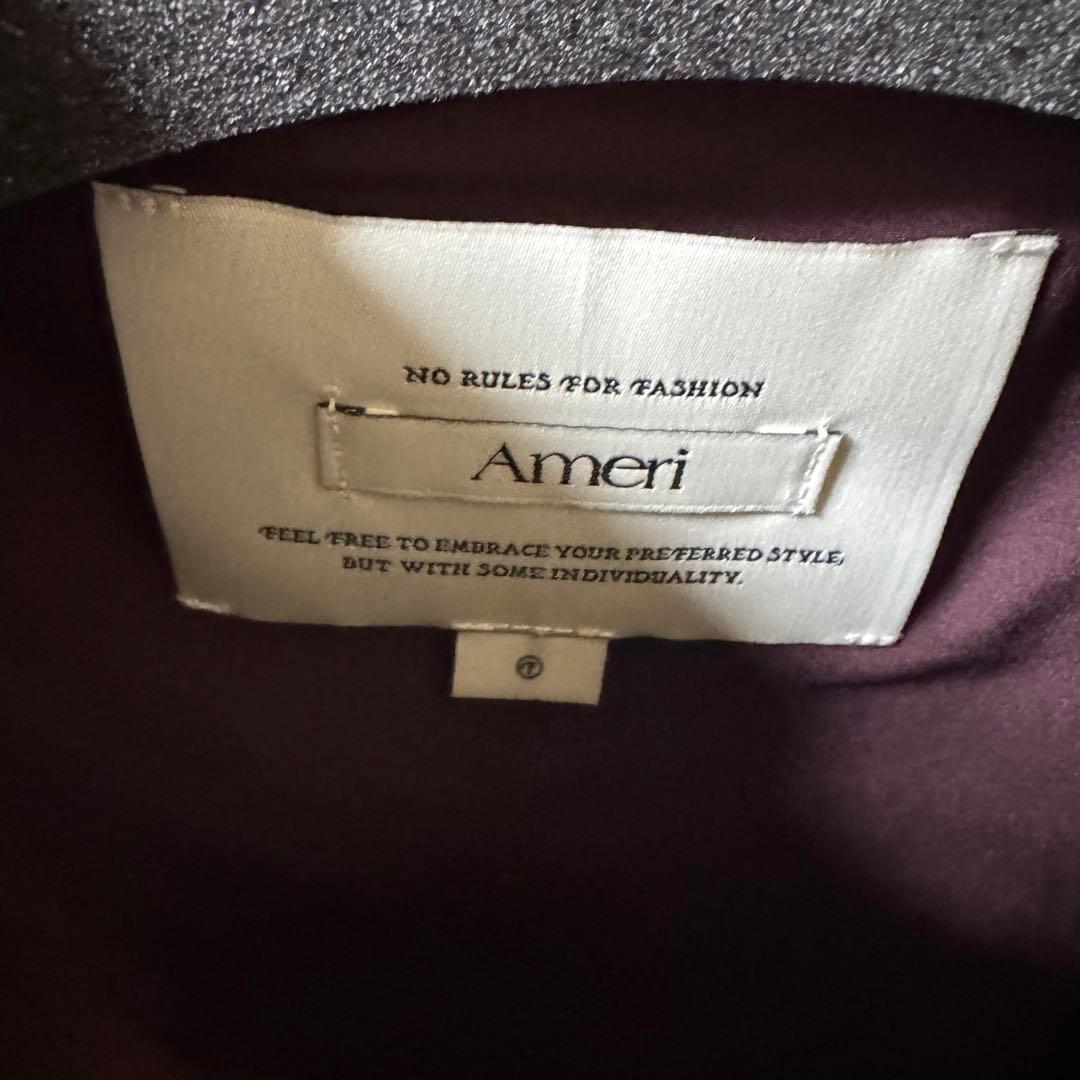 NO RULES FOR FASHION
Ameri
FEEL FREE TO EMBRACE YOUR PREFERRED STYLE,
BUT WITH SOME INDIVIDUALITY.